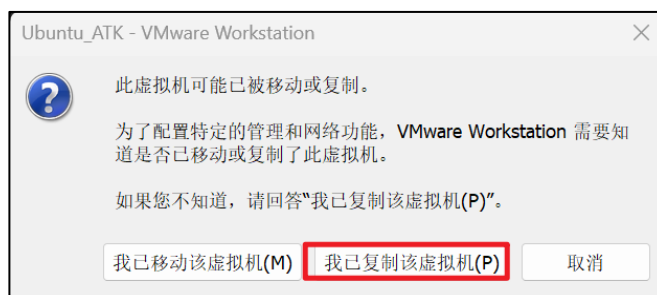 Ubuntu_ATK - VMware Workstation
此虚拟机可能已被移动或复制。
为了配置特定的管理和网络功能，VMware Workstation 需要知
道是否已移动或复制了此虚拟机。
如果您不知道，请回答“我已复制该虚拟机(P)”。
我已移动该虚拟机(M) 我已复制该虚拟机(P) 取消